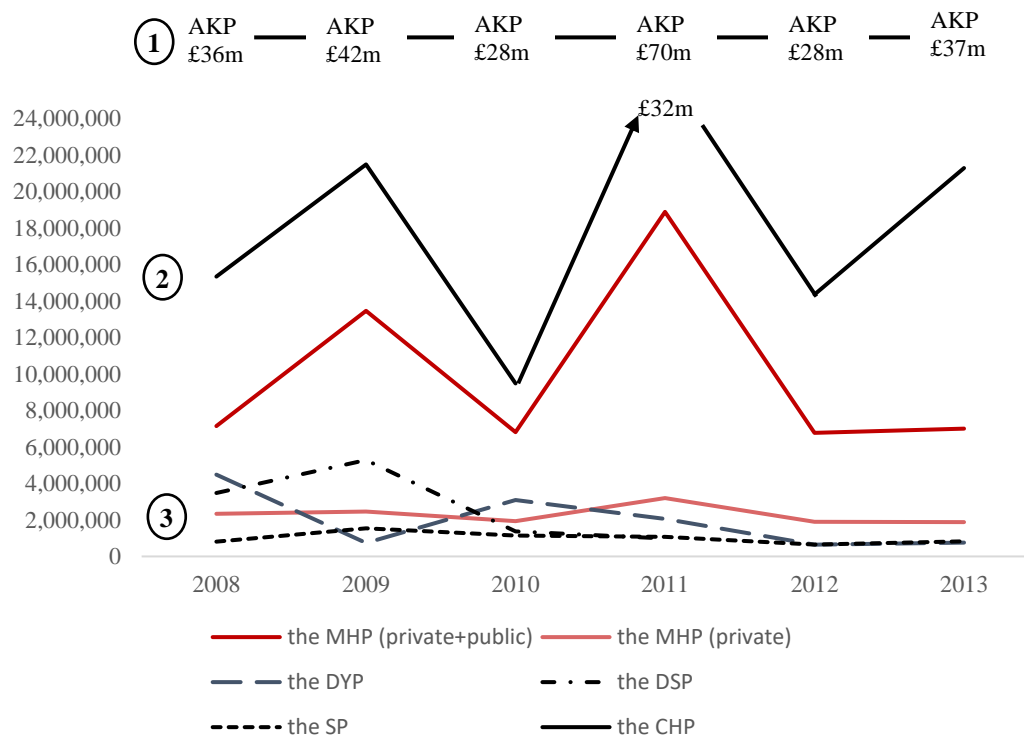 1
AKP £36m
AKP £42m
AKP £28m
AKP £70m
AKP £28m
AKP £37m
£32m
24,000,000
22,000,000
20,000,000
18,000,000
16,000,000
14,000,000
12,000,000
10,000,000
8,000,000
6,000,000
4,000,000
2,000,000
0
2
3
2008 2009 2010 2011 2012 2013
the MHP (private+public) the MHP (private)
the DYP the DSP
the SP the CHP